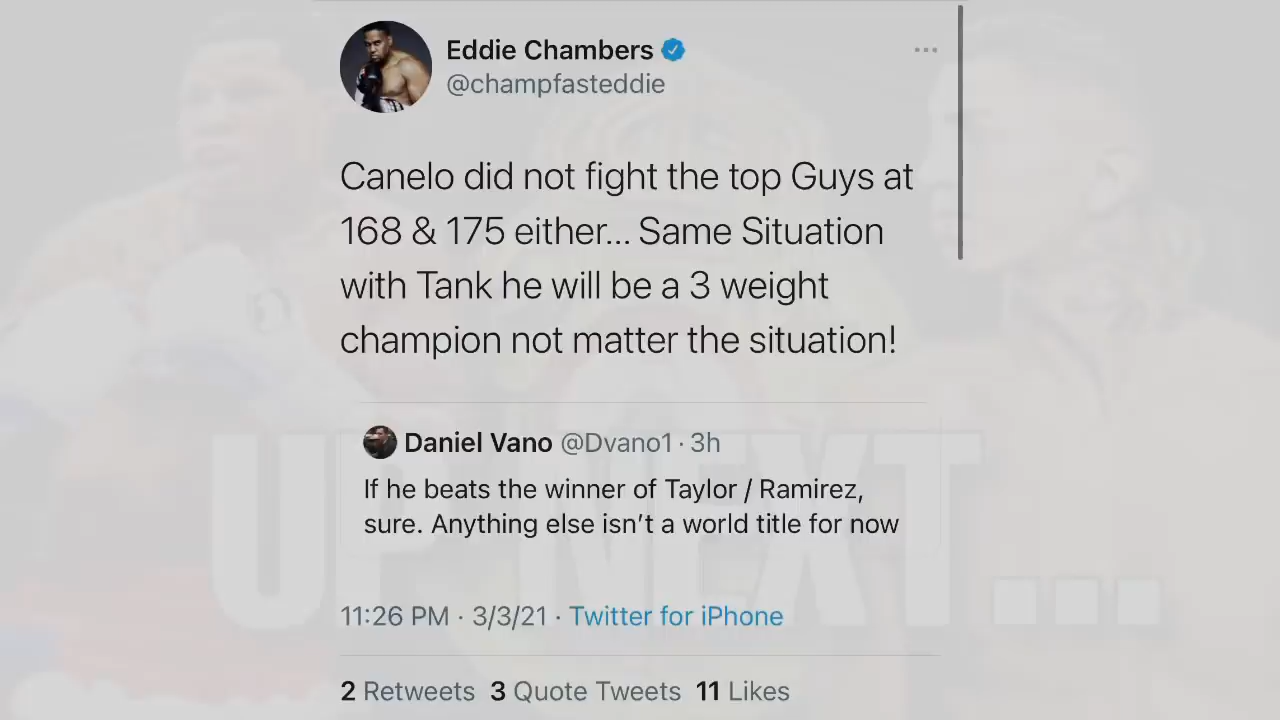 Eddie Chambers
@champfasteddie
Canelo did not fight the top Guys at
168 & 175 either... Same Situation
with Tank he will be a 3 weight
champion not matter the situation!
Daniel Vano @Dvano1 · 3h
If he beats the winner of Taylor / Ramirez,
sure. Anything else isn't a world title for now
UP NEXT...
11:26 PM · 3/3/21 · Twitter for iPhone
2 Retweets 3 Quote Tweets 11 Likes